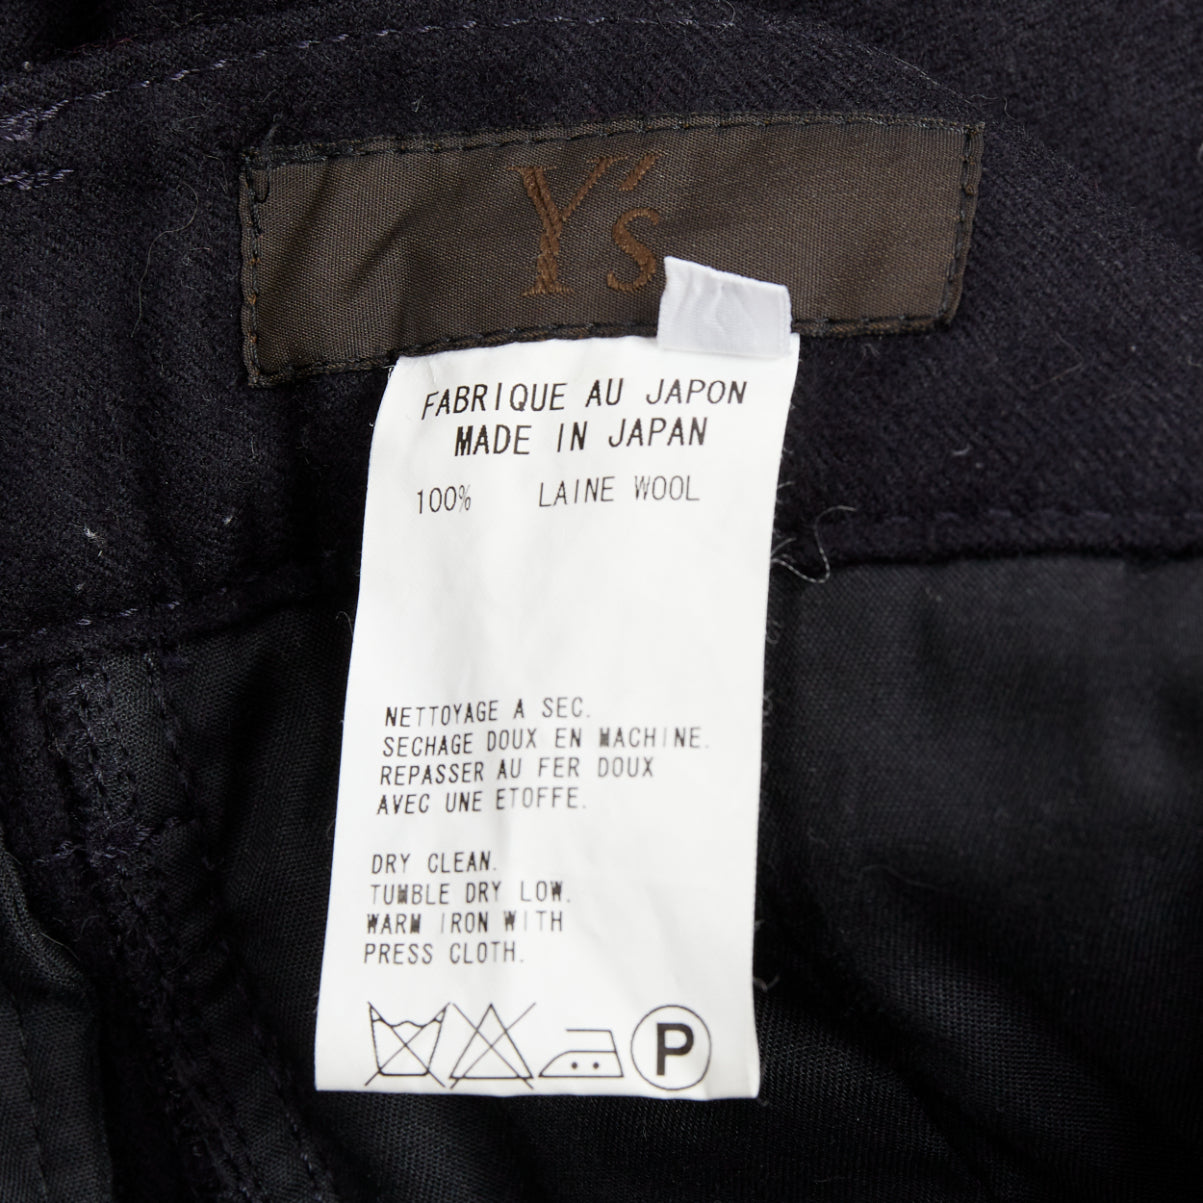 Y's
FABRIQUE AU JAPON
MADE IN JAPAN
100% LAINE WOOL
NETTOYAGE A SEC.
SECHAGE DOUX EN MACHINE.
REPASSER AU FER DOUX
AVEC UNE ETOFFE.
DRY CLEAN.
TUMBLE DRY LOW.
WARM IRON WITH
PRESS CLOTH.
P